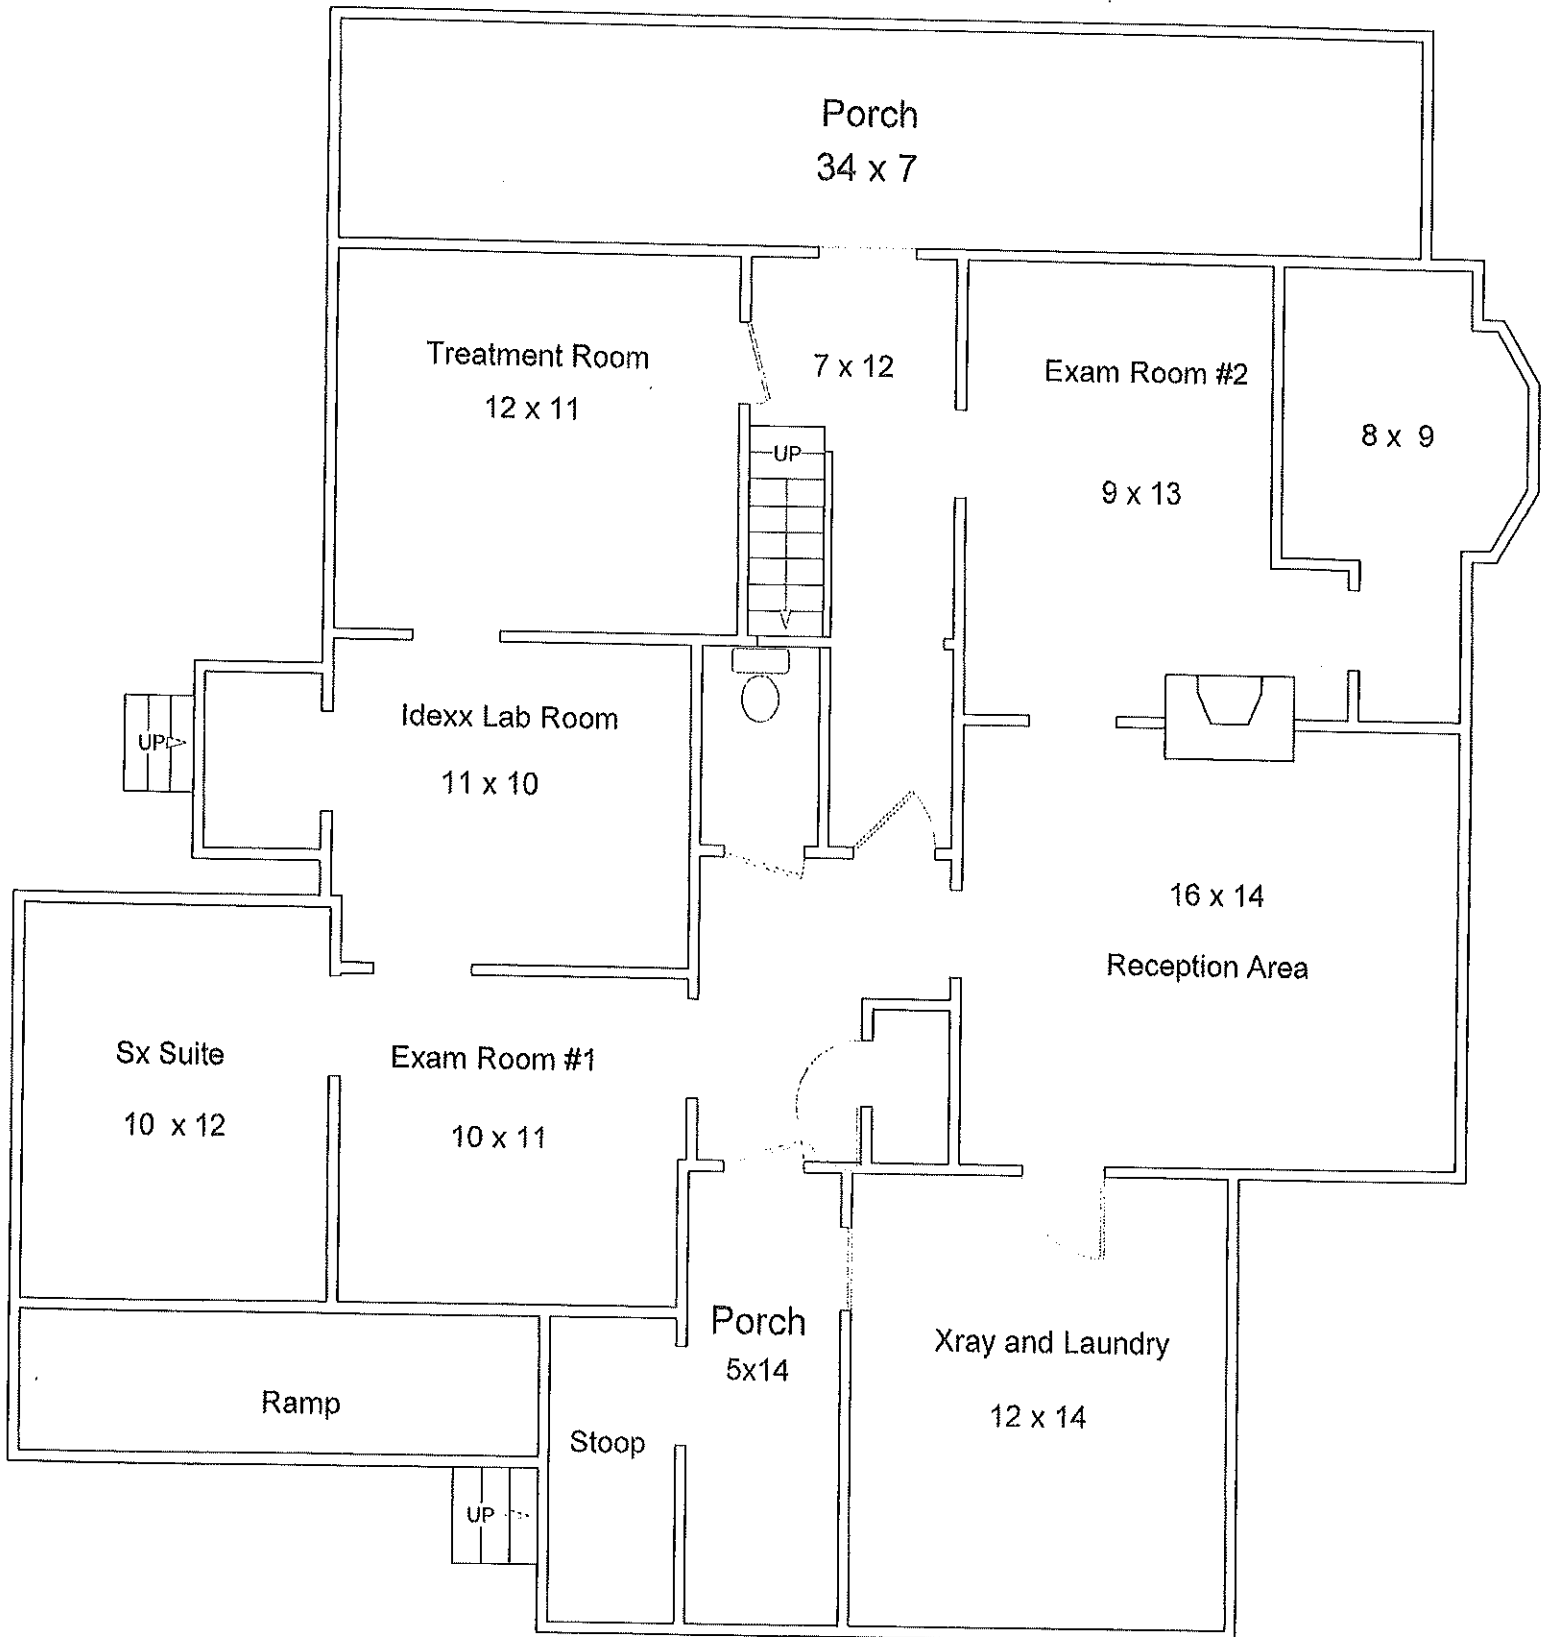 Porch
34 x 7
Treatment Room
12 x 11
7 x 12
Exam Room #2
9 x 13
8 x 9
UP
Idexx Lab Room
11 x 10
UP
16 x 14
Reception Area
Sx Suite
10 x 12
Exam Room #1
10 x 11
Porch
5x14
Xray and Laundry
12 x 14
Ramp
Stoop
UP